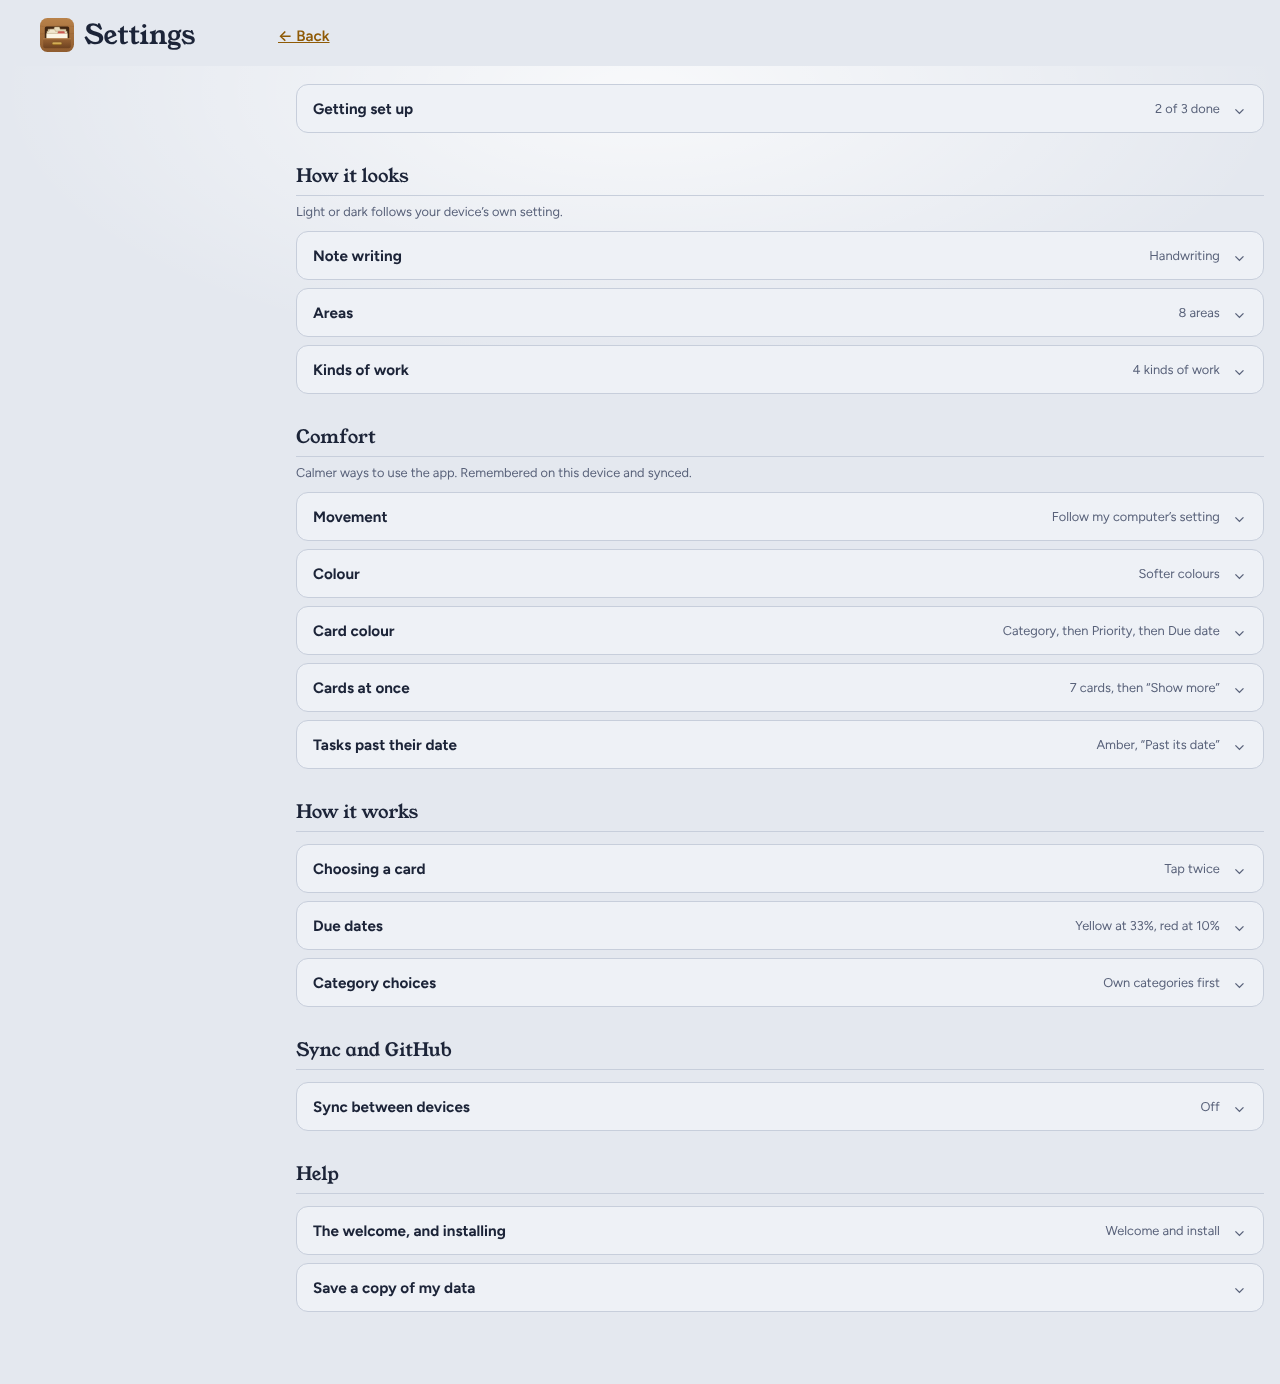 Settings
← Back
Getting set up
2 of 3 done
How it looks
Light or dark follows your device’s own setting.
Note writing
Handwriting
Areas
8 areas
Kinds of work
4 kinds of work
Comfort
Calmer ways to use the app. Remembered on this device and synced.
Movement
Follow my computer’s setting
Colour
Softer colours
Card colour
Category, then Priority, then Due date
Cards at once
7 cards, then “Show more”
Tasks past their date
Amber, “Past its date”
How it works
Choosing a card
Tap twice
Due dates
Yellow at 33%, red at 10%
Category choices
Own categories first
Sync and GitHub
Sync between devices
Off
Help
The welcome, and installing
Welcome and install
Save a copy of my data